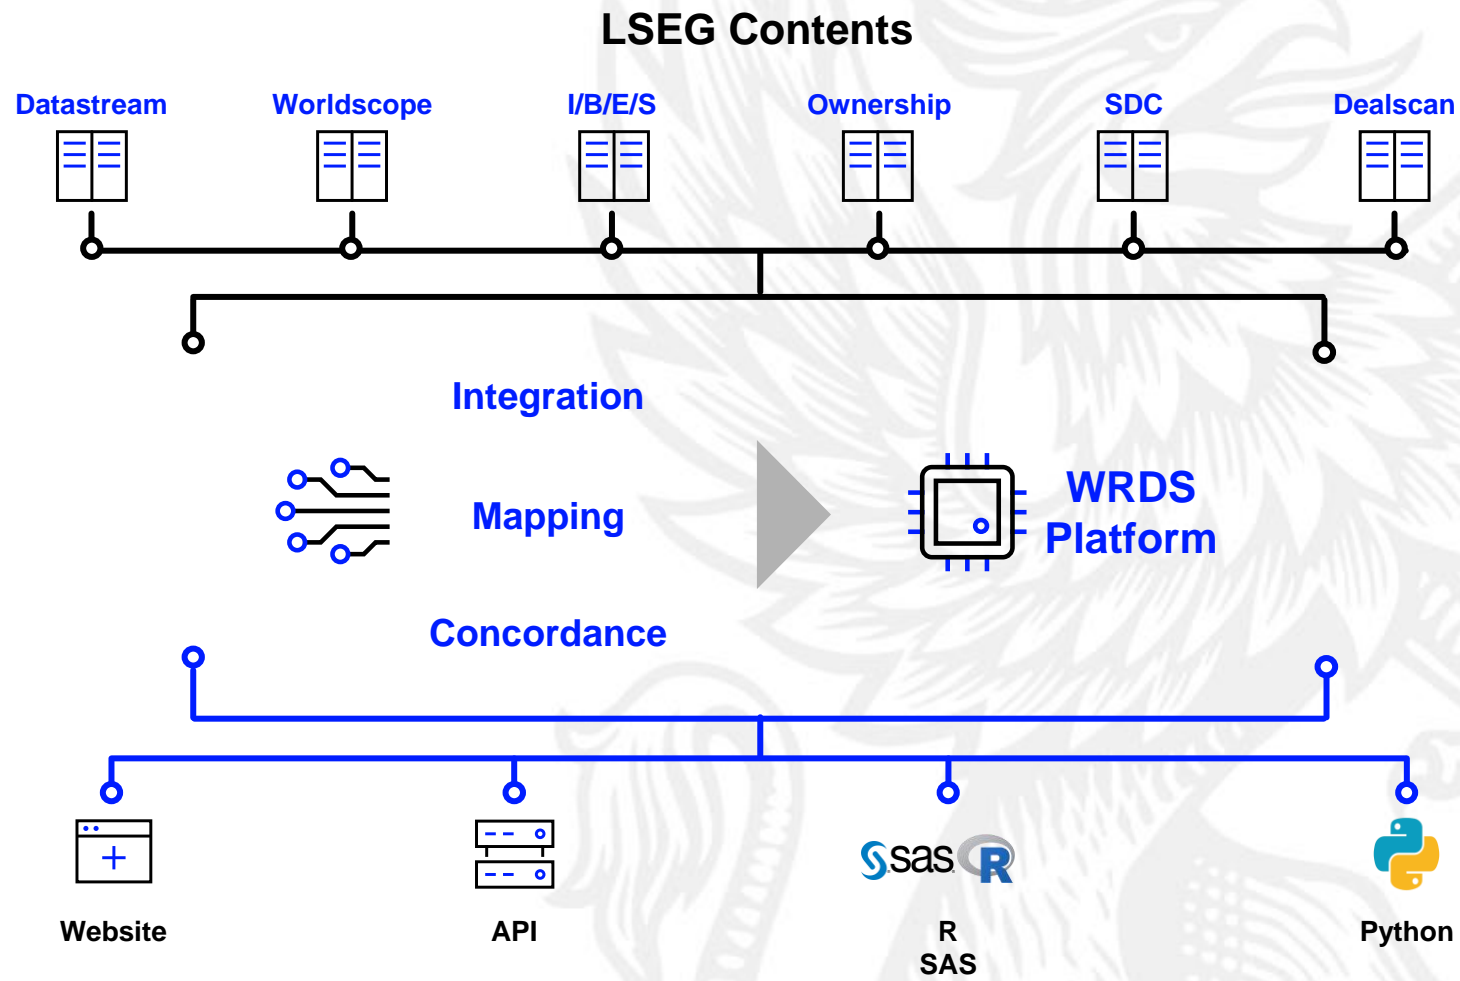 LSEG Contents
Datastream
Worldscope
I/B/E/S
Ownership
SDC
Dealscan
Integration
Mapping
Concordance
WRDS
Platform
sas
R
Website
API
R
SAS
Python